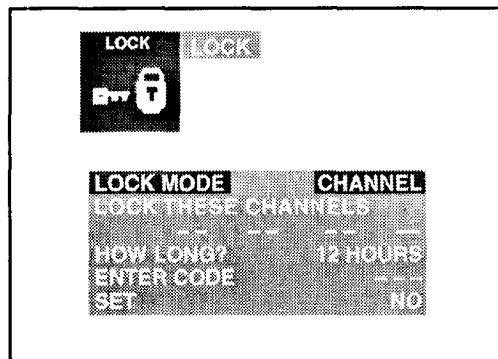 LOCK LOCK
T
LOCK MODE CHANNEL
LOCK THESE CHANNELS
-- -- -- --
HOW LONG? 12 HOURS
ENTER CODE ---
SET NO